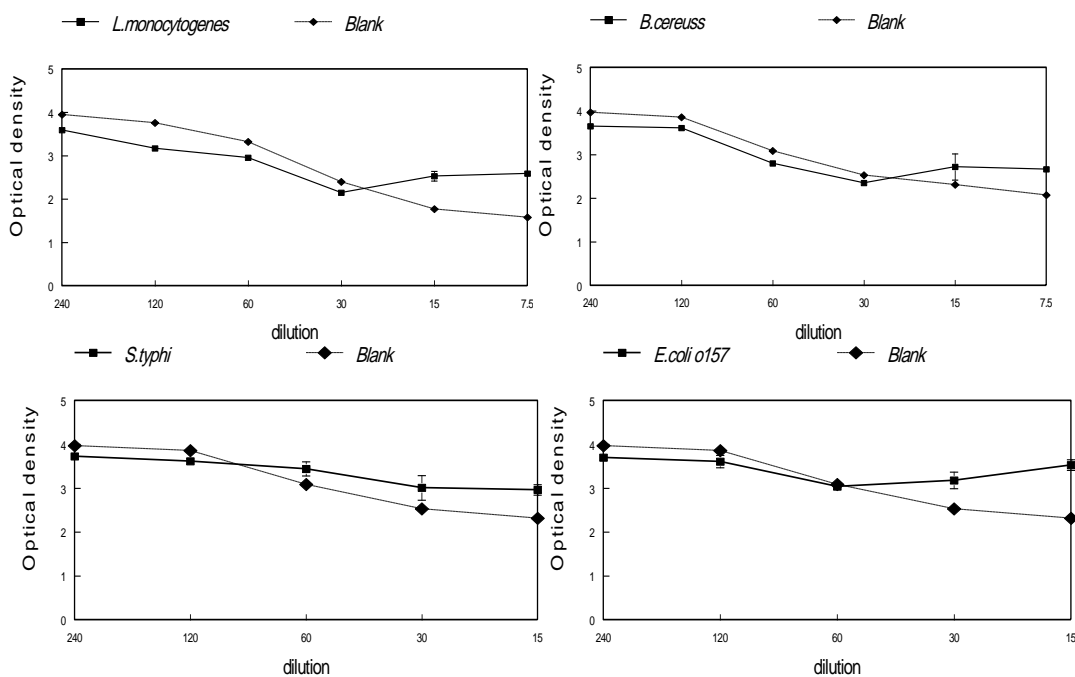 L.monocytogenes Blank
Optical density
5
4
3
2
1
0
240 120 60 30 15 7.5
dilution
B.cereuss Blank
Optical density
5
4
3
2
1
0
240 120 60 30 15 7.5
dilution
S.typhi Blank
Optical density
5
4
3
2
1
0
240 120 60 30 15
dilution
E.coli o157 Blank
Optical density
5
4
3
2
1
0
240 120 60 30 15
dilution